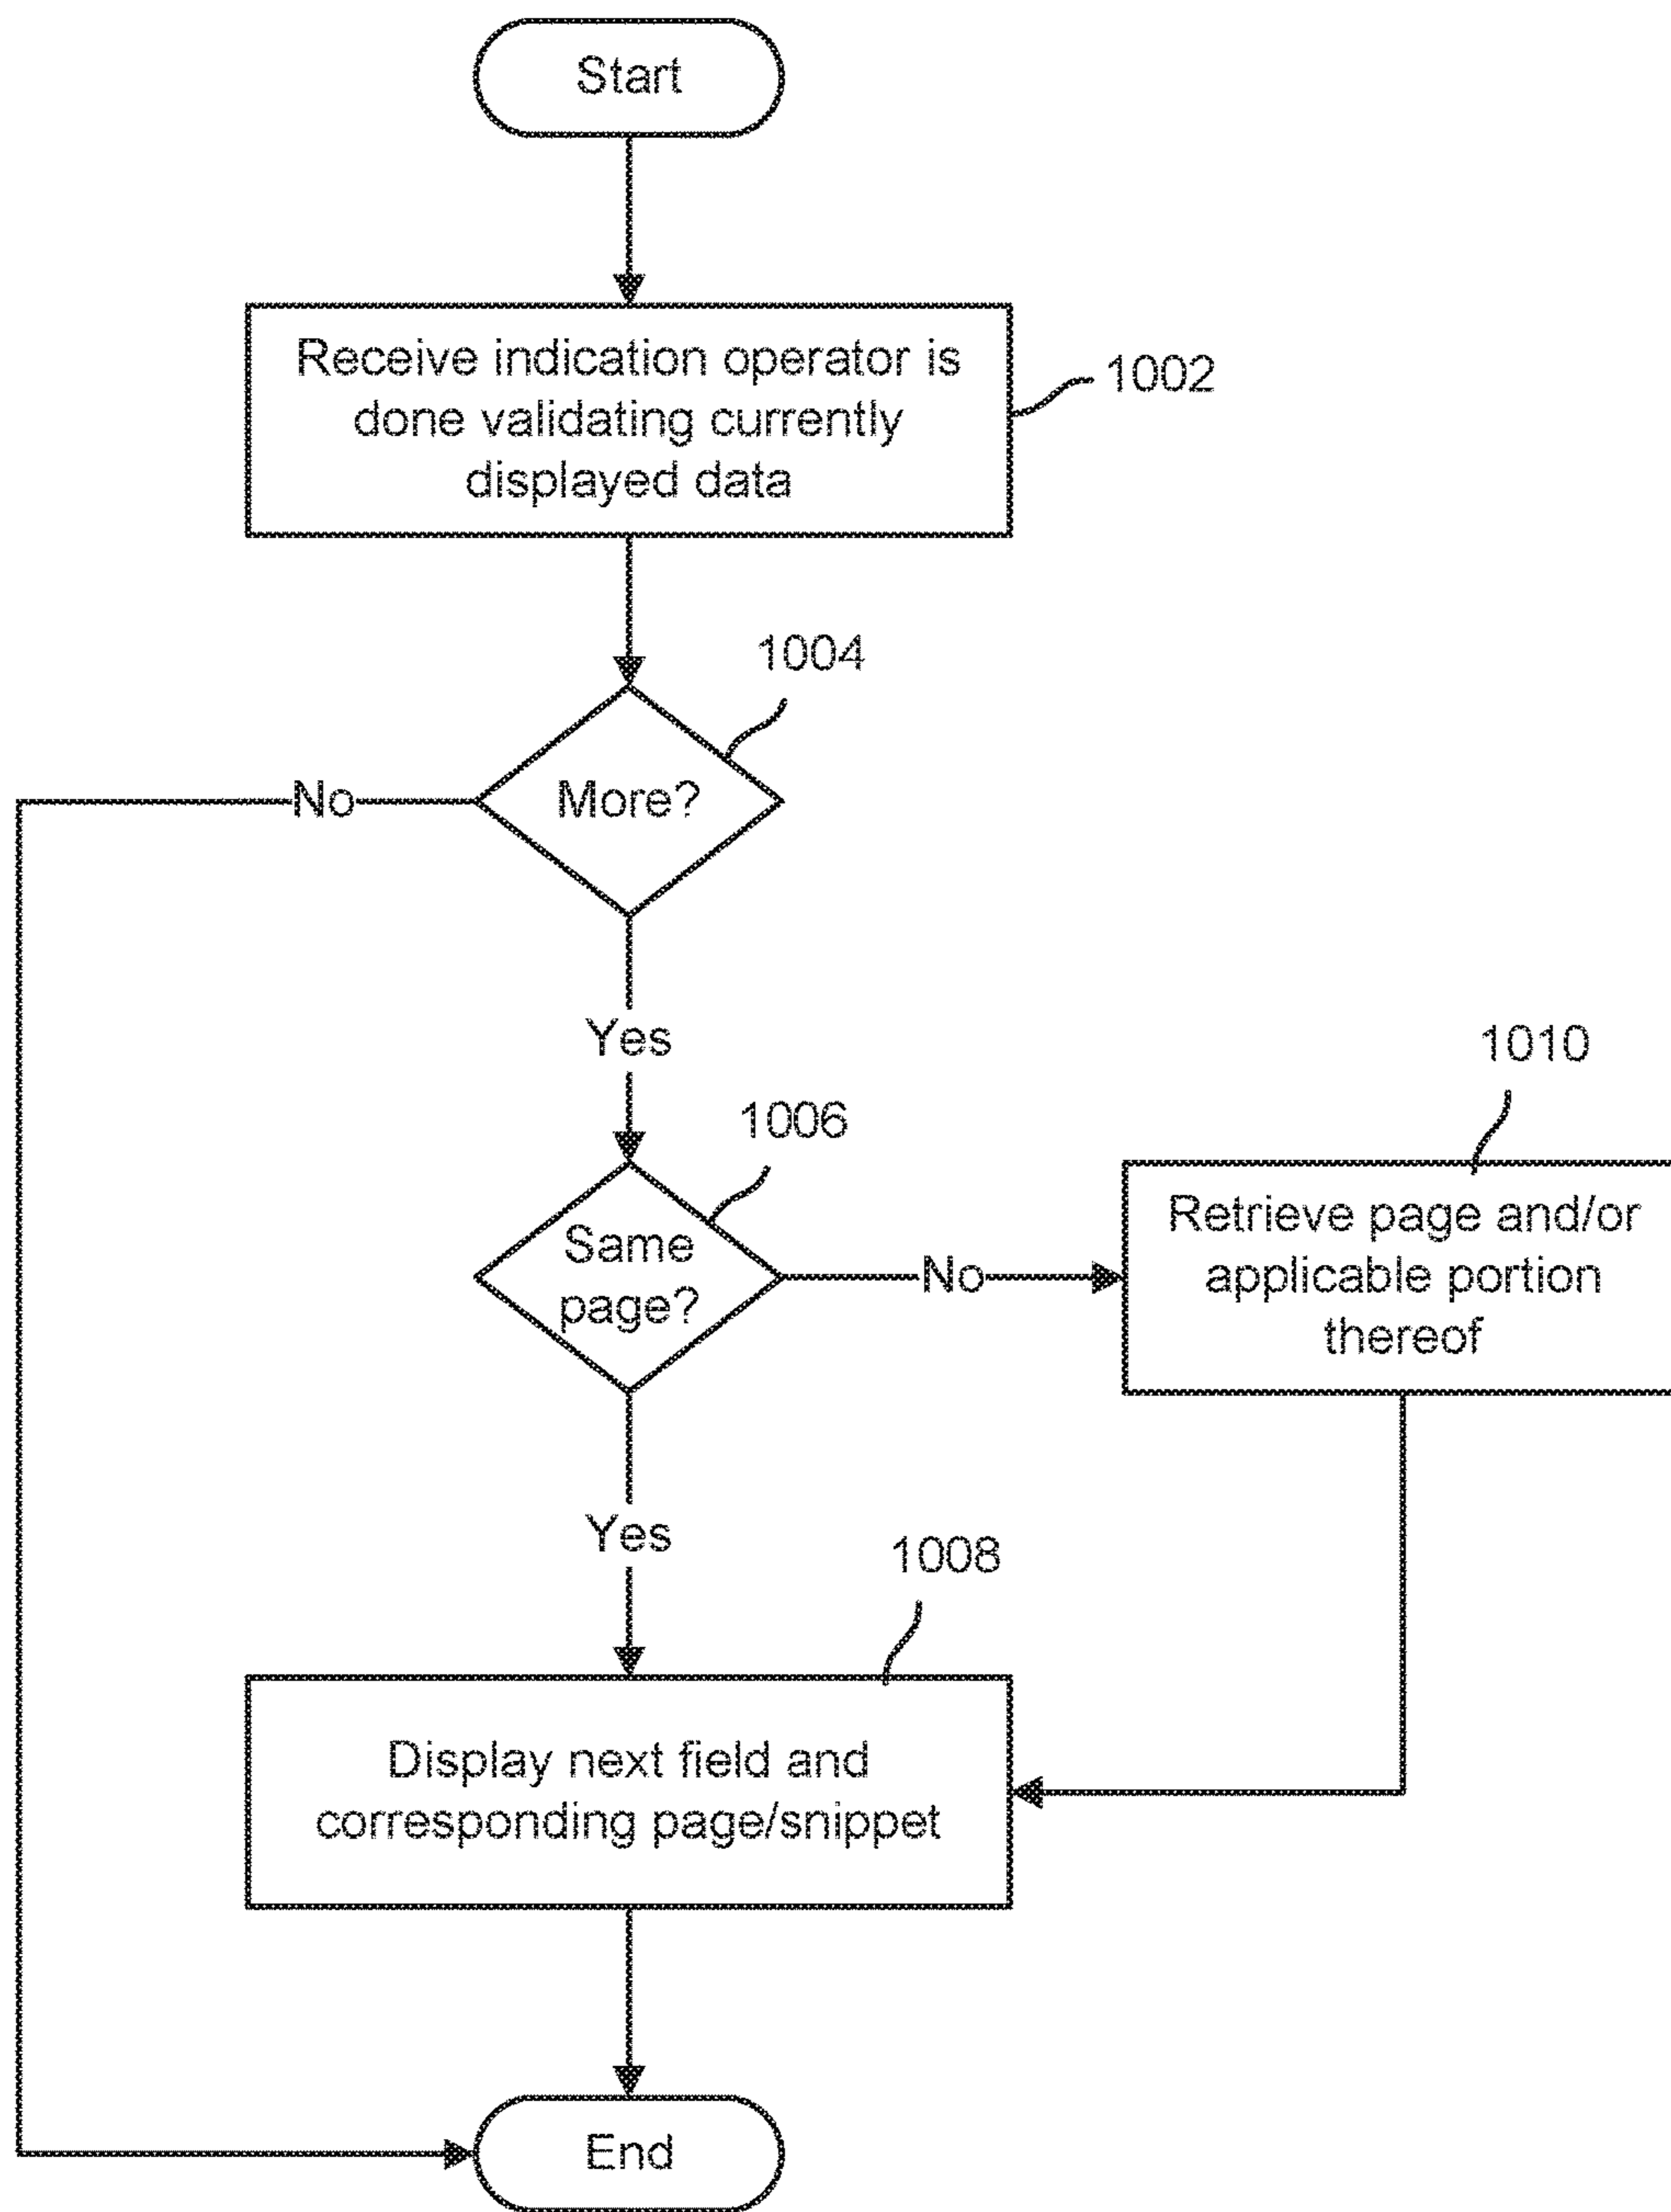 Start
Receive indication operator is
done validating currently
displayed data
1002
1004
More?
No
Yes
1006
Same
page?
No
1010
Retrieve page and/or
applicable portion
thereof
Yes
1008
Display next field and
corresponding page/snippet
End